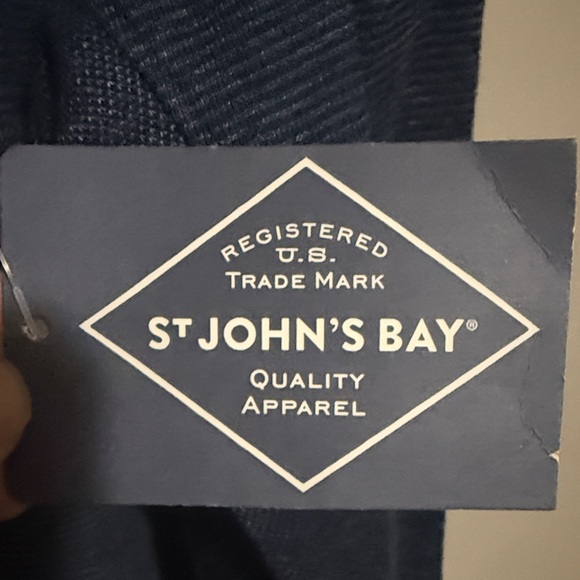 REGISTERED
U.S.
TRADE MARK
ST JOHN'S BAY®
QUALITY
APPAREL